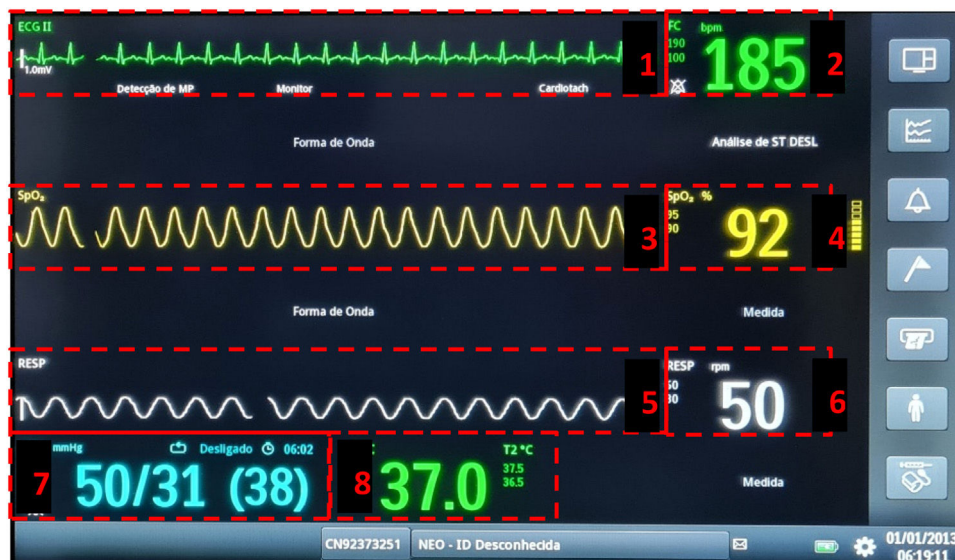 ECG II
1.0mV
1
Detecção de MP Monitor Cardiotach
FC bpm
190
100
185
2
Forma de Onda
Análise de ST DESL
SpO₂
3
SpO₂ %
95
90
92
4
Forma de Onda
Medida
RESP
5
RESP rpm
30
50
6
7
mmHg Desligado 06:02
50/31 (38)
8
37.0
T2 °C
37.5
36.5
Medida
CN92373251 NEO - ID Desconhecida
01/01/2013
06:19:11